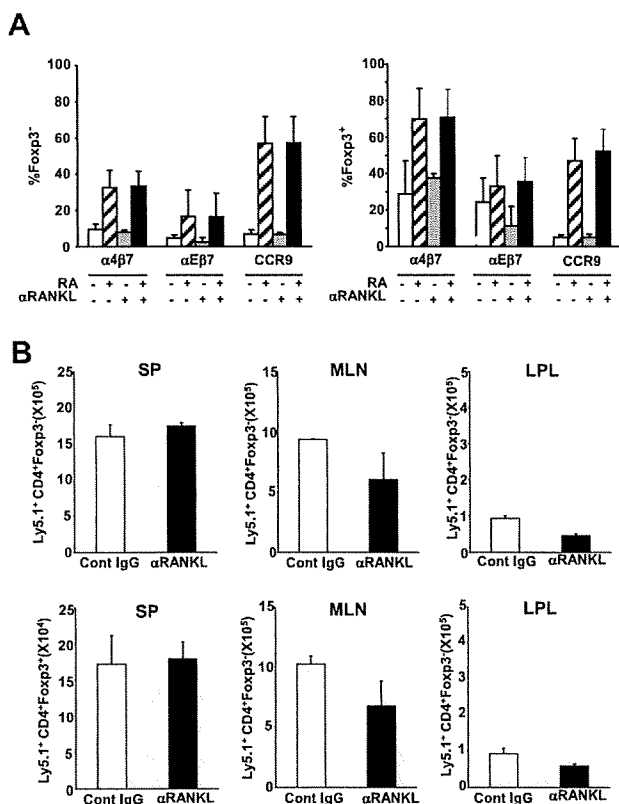 A
%Foxp3⁻
100
80
60
40
20
0
α4β7 αEβ7 CCR9
RA - + - + - + - + - + - +
αRANKL - - + + - - + + - - + +
%Foxp3⁺
100
80
60
40
20
0
α4β7 αEβ7 CCR9
RA - + - + - + - + - + - +
αRANKL - - + + - - + + - - + +
B
SP
Ly5.1⁺ CD4⁺Foxp3⁻(X10⁵)
25
20
15
10
5
0
Cont IgG αRANKL
MLN
Ly5.1⁺ CD4⁺Foxp3⁻(X10⁵)
15
10
5
0
Cont IgG αRANKL
LPL
Ly5.1⁺ CD4⁺Foxp3⁻(X10⁵)
5
4
3
2
1
0
Cont IgG αRANKL
SP
Ly5.1⁺ CD4⁺Foxp3⁺(X10⁴)
25
20
15
10
5
0
Cont IgG αRANKL
MLN
Ly5.1⁺ CD4⁺Foxp3⁻(X10⁵)
15
10
5
0
Cont IgG αRANKL
LPL
Ly5.1⁺ CD4⁺Foxp3⁻(X10⁵)
5
4
3
2
1
0
Cont IgG αRANKL